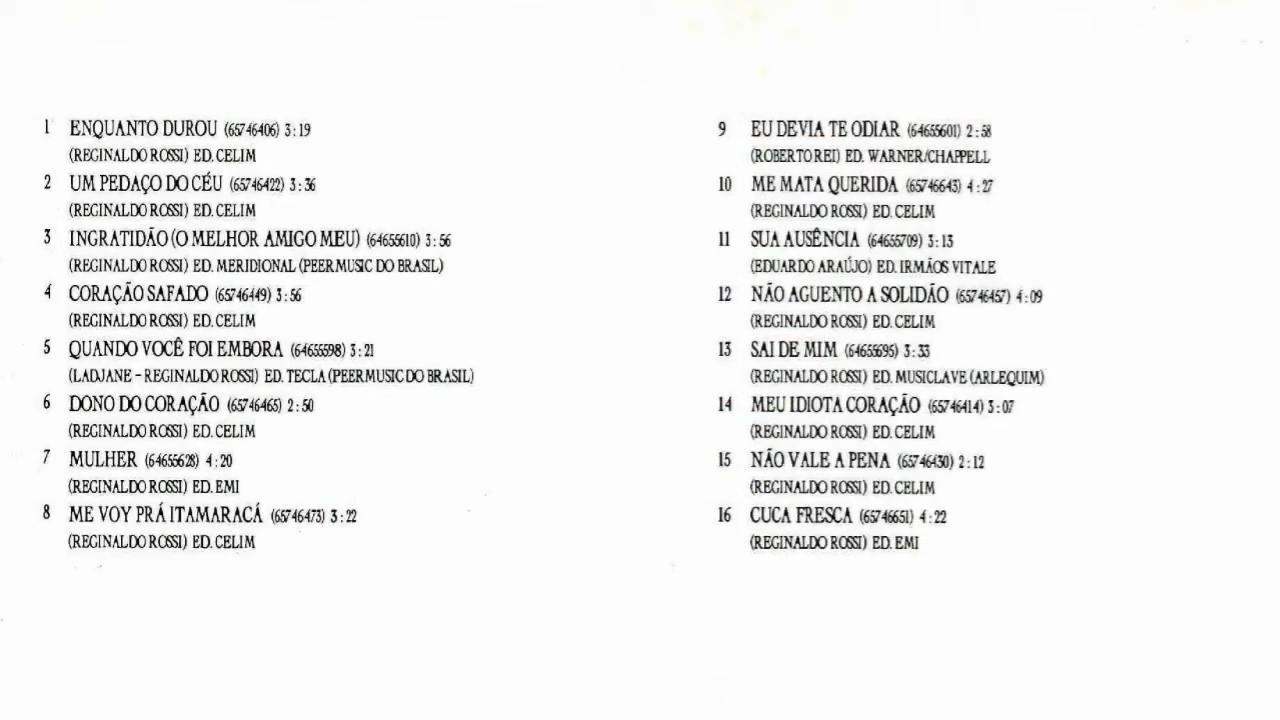 1 ENQUANTO DUROU (65746406) 3:19
(REGINALDO ROSSI) ED. CELIM
2 UM PEDAÇO DO CÉU (65746422) 3:36
(REGINALDO ROSSI) ED. CELIM
3 INGRATIDÃO (O MELHOR AMIGO MEU) (64655610) 3:56
(REGINALDO ROSSI) ED. MERIDIONAL (PEERMUSIC DO BRASIL)
4 CORAÇÃO SAFADO (65746449) 3:56
(REGINALDO ROSSI) ED. CELIM
5 QUANDO VOCÊ FOI EMBORA (64655598) 3:21
(LADJANE - REGINALDO ROSSI) ED. TECLA (PEERMUSIC DO BRASIL)
6 DONO DO CORAÇÃO (65746465) 2:50
(REGINALDO ROSSI) ED. CELIM
7 MULHER (64655628) 4:20
(REGINALDO ROSSI) ED. EMI
8 ME VOY PRÁ ITAMARACÁ (65746473) 3:22
(REGINALDO ROSSI) ED. CELIM
9 EU DEVIA TE ODIAR (64655601) 2:58
(ROBERTO REI) ED. WARNER/CHAPPELL
10 ME MATA QUERIDA (65746643) 4:27
(REGINALDO ROSSI) ED. CELIM
11 SUA AUSÊNCIA (64655709) 3:13
(EDUARDO ARAÚJO) ED. IRMÃOS VITALE
12 NÃO AGUENTO A SOLIDÃO (65746457) 4:09
(REGINALDO ROSSI) ED. CELIM
13 SAI DE MIM (64655695) 3:33
(REGINALDO ROSSI) ED. MUSICLAVE (ARLEQUIM)
14 MEU IDIOTA CORAÇÃO (65746414) 3:07
(REGINALDO ROSSI) ED. CELIM
15 NÃO VALE A PENA (65746430) 2:12
(REGINALDO ROSSI) ED. CELIM
16 CUCA FRESCA (65746651) 4:22
(REGINALDO ROSSI) ED. EMI